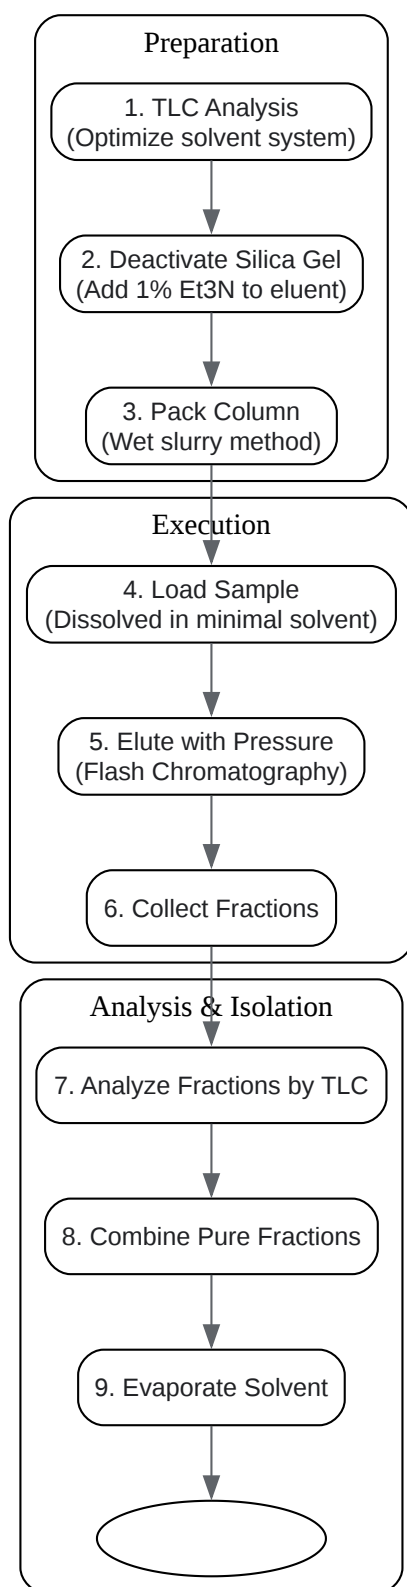 Preparation
1. TLC Analysis
(Optimize solvent system)
2. Deactivate Silica Gel
(Add 1% Et3N to eluent)
3. Pack Column
(Wet slurry method)
Execution
4. Load Sample
(Dissolved in minimal solvent)
5. Elute with Pressure
(Flash Chromatography)
6. Collect Fractions
Analysis & Isolation
7. Analyze Fractions by TLC
8. Combine Pure Fractions
9. Evaporate Solvent